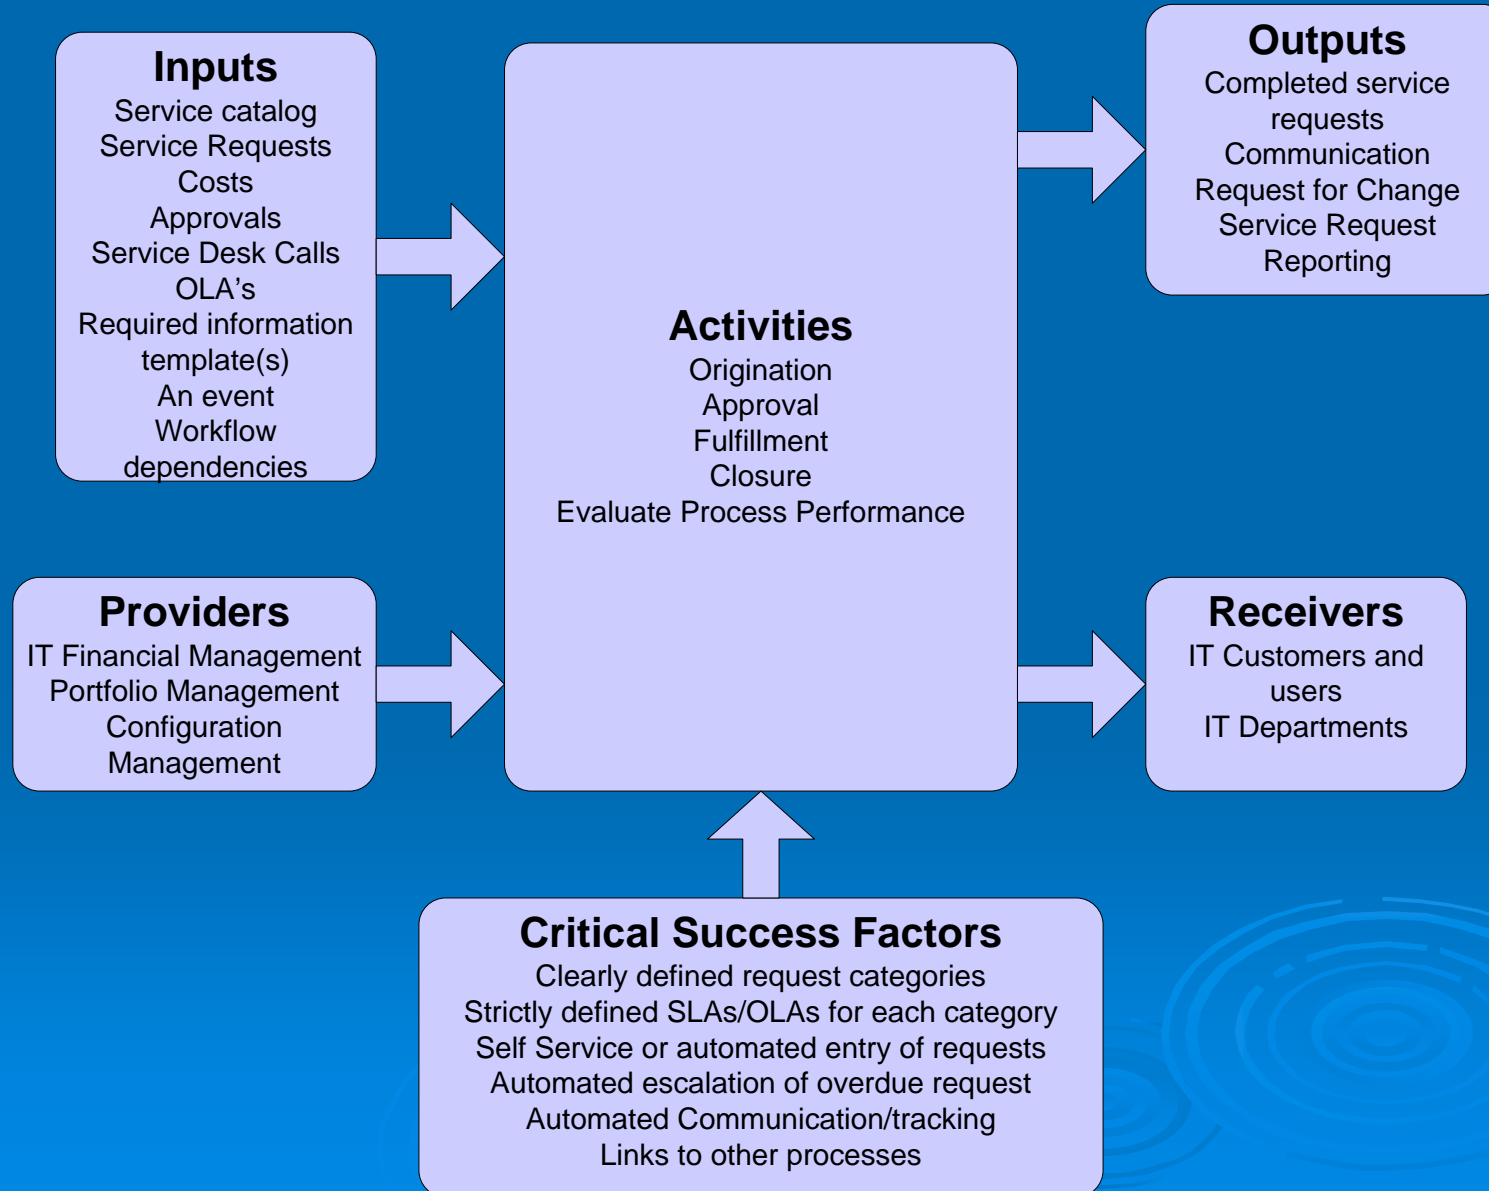 Inputs
Service catalog
Service Requests
Costs
Approvals
Service Desk Calls
OLA's
Required information
template(s)
An event
Workflow
dependencies
Activities
Origination
Approval
Fulfillment
Closure
Evaluate Process Performance
Outputs
Completed service
requests
Communication
Request for Change
Service Request
Reporting
Providers
IT Financial Management
Portfolio Management
Configuration
Management
Receivers
IT Customers and
users
IT Departments
Critical Success Factors
Clearly defined request categories
Strictly defined SLAs/OLAs for each category
Self Service or automated entry of requests
Automated escalation of overdue request
Automated Communication/tracking
Links to other processes